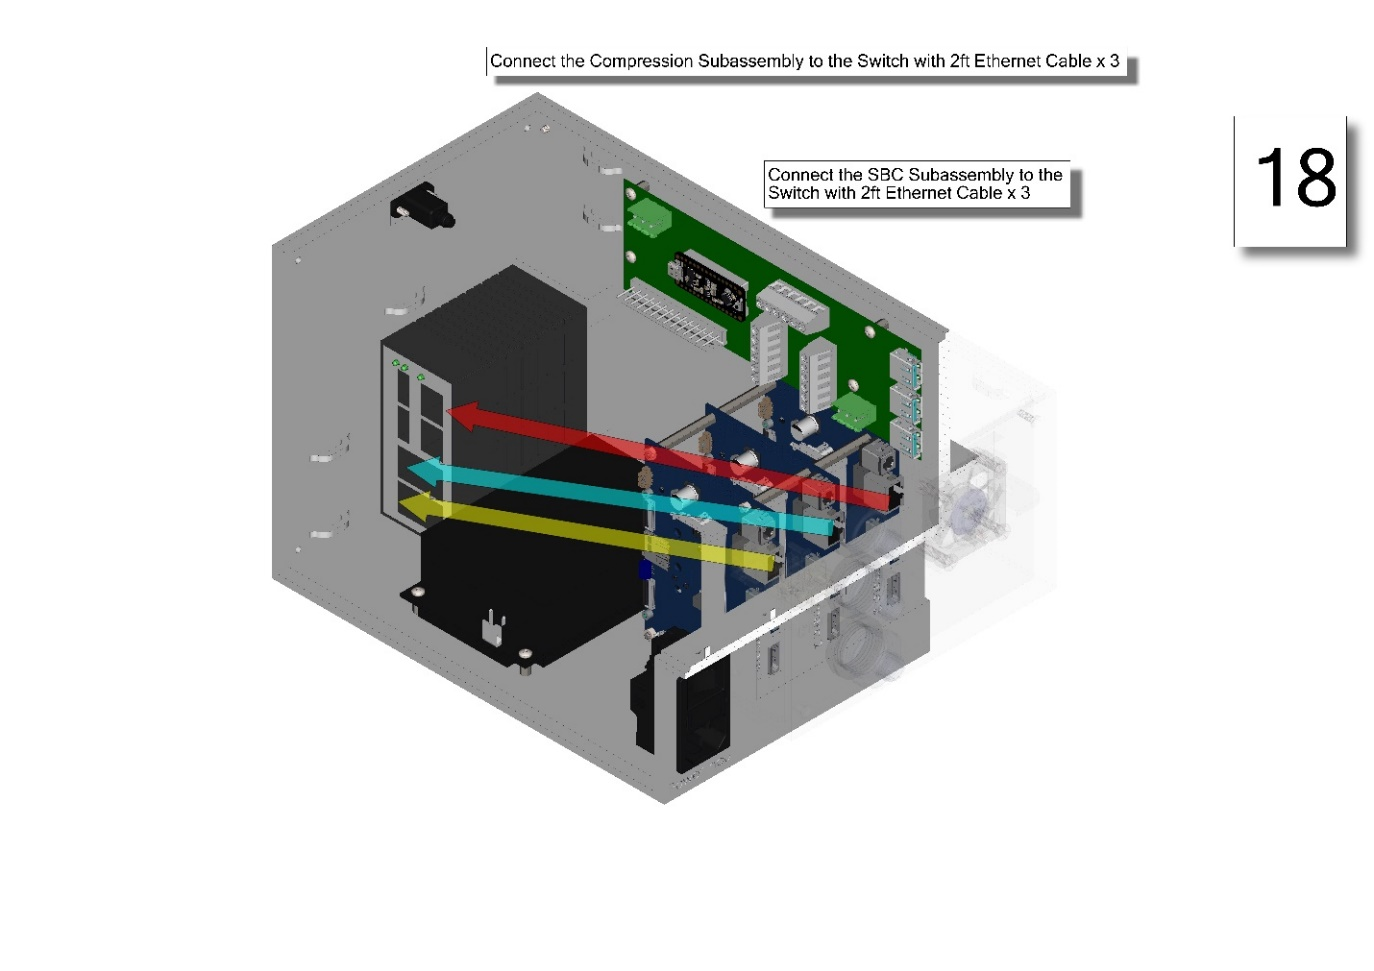 Connect the Compression Subassembly to the Switch with 2ft Ethernet Cable x 3
Connect the SBC Subassembly to the
Switch with 2ft Ethernet Cable x 3
18